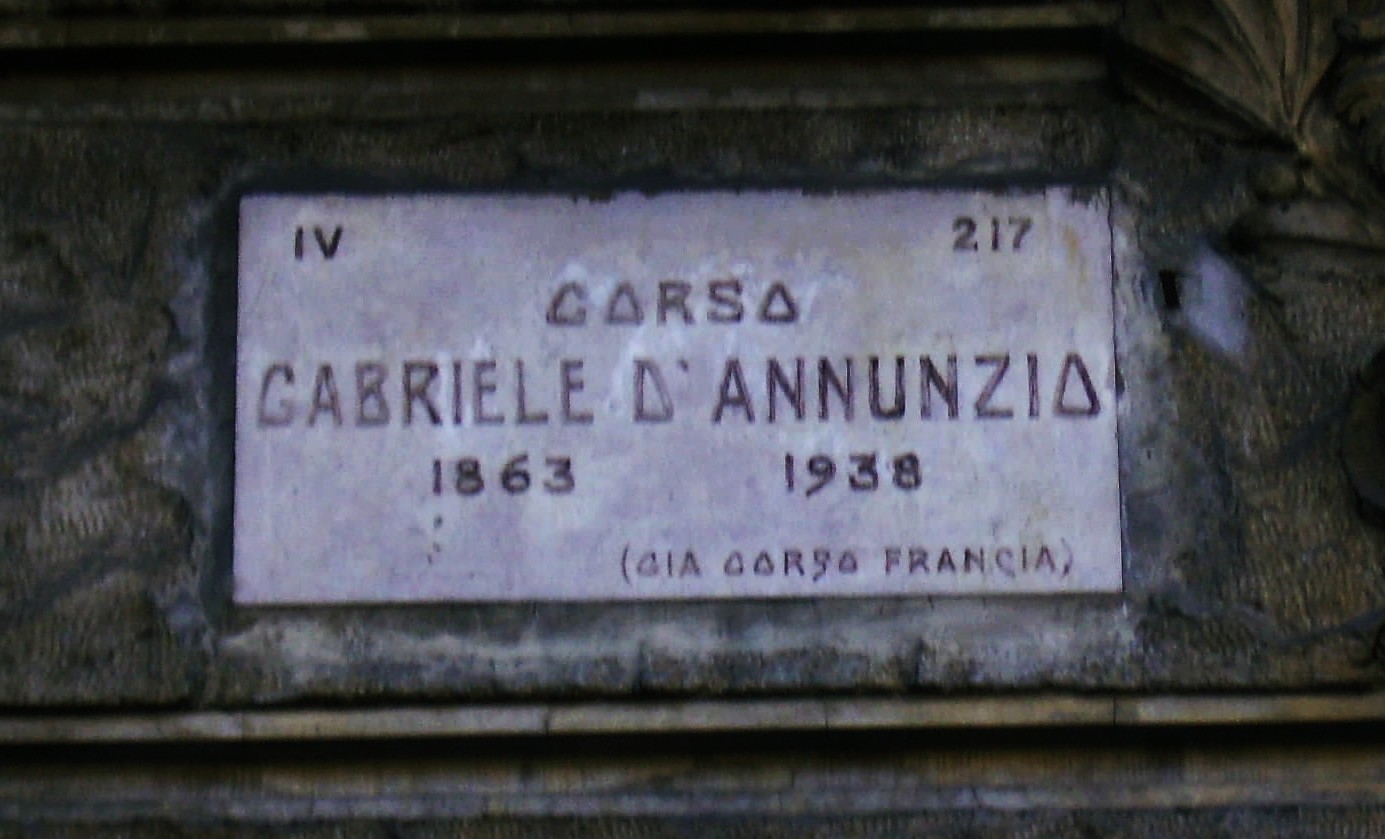 IV 217
CORSO
GABRIELE D'ANNUNZIO
1863 1938
(GIA CORSO FRANCIA)